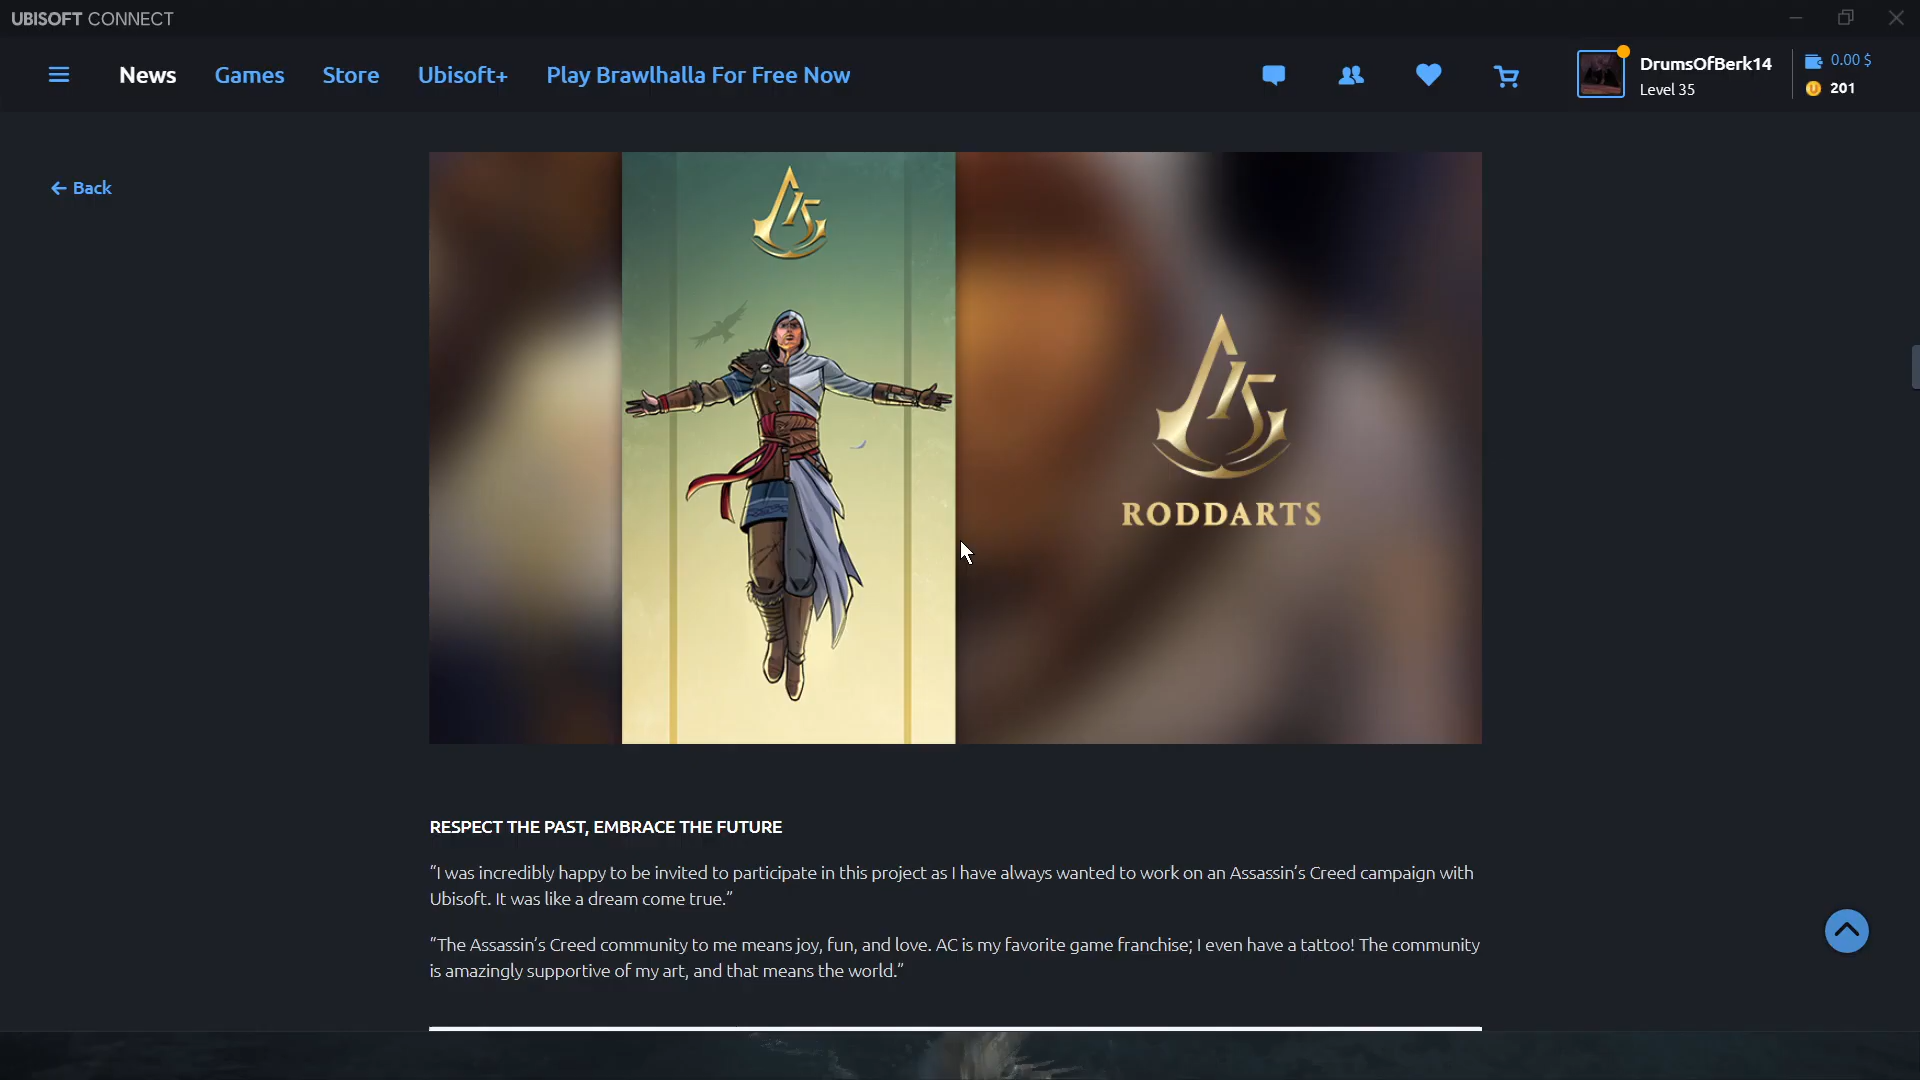 UBISOFT CONNECT
News Games Store Ubisoft+ Play Brawlhalla For Free Now
DrumsOfBerk14
Level 35
0.00 $
201
Back
15
15
RODDARTS
RESPECT THE PAST, EMBRACE THE FUTURE
“I was incredibly happy to be invited to participate in this project as I have always wanted to work on an Assassin’s Creed campaign with
Ubisoft. It was like a dream come true.”
“The Assassin’s Creed community to me means joy, fun, and love. AC is my favorite game franchise; I even have a tattoo! The community
is amazingly supportive of my art, and that means the world.”